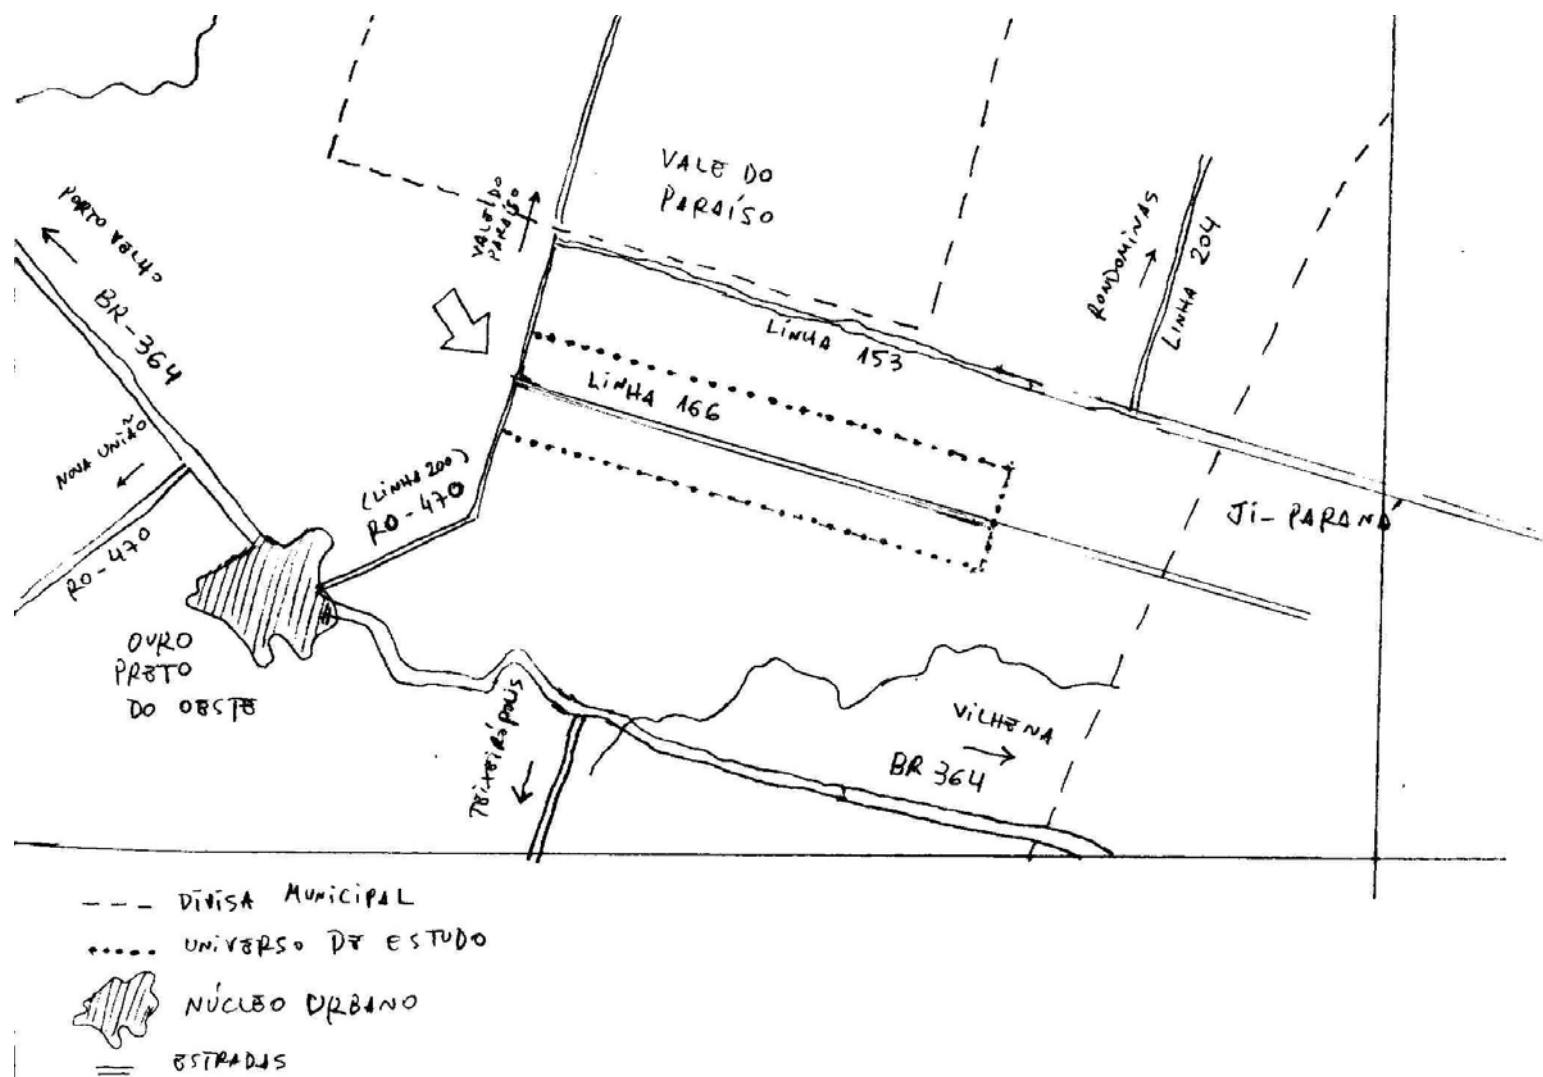 VALE DO
PARAÍSO
VALE DO
PARAÍSO
PORTO VELHO
BR-364
RONDOMINAS
LINHA 204
LINHA 153
LINHA 166
NOVA UNIÃO
RO-470
(LINHA 200)
RO-470
JI-PARANÁ
OURO
PRETO
DO OESTE
TEIXEIRÓPOLIS
VILHENA
BR 364
--- DIVISA MUNICIPAL
...... UNIVERSO DE ESTUDO
NÚCLEO URBANO
ESTRADAS